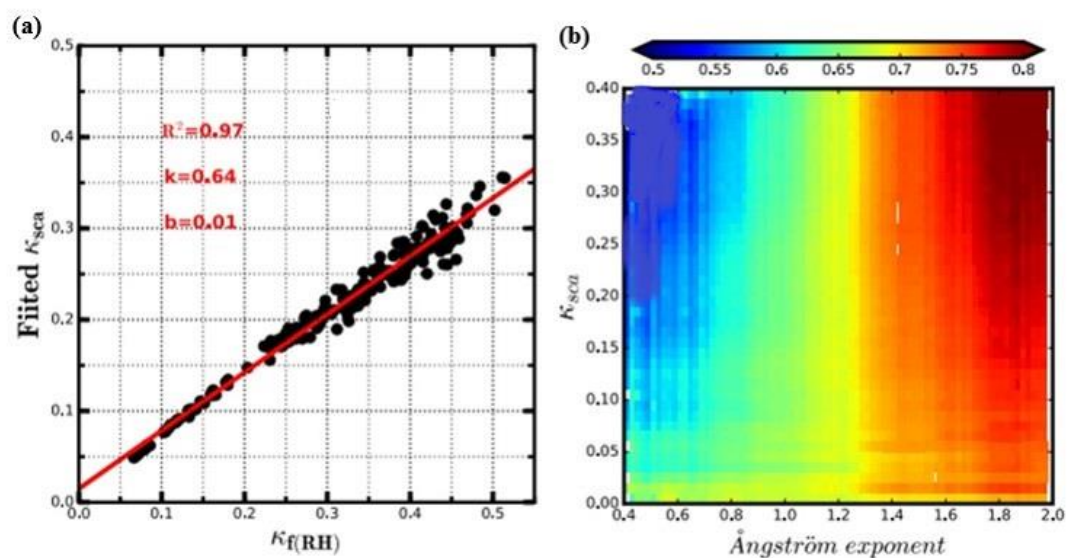 (a)
0.5
0.4
0.3
0.2
0.1
0.0
R²=0.97
k=0.64
b=0.01
Fiited κsca
0.0 0.1 0.2 0.3 0.4 0.5
κf(RH)
(b)
0.5 0.55 0.6 0.65 0.7 0.75 0.8
0.40
0.35
0.30
0.25
0.20
0.15
0.10
0.05
0.00
κsca
0.4 0.6 0.8 1.0 1.2 1.4 1.6 1.8 2.0
Ångström exponent